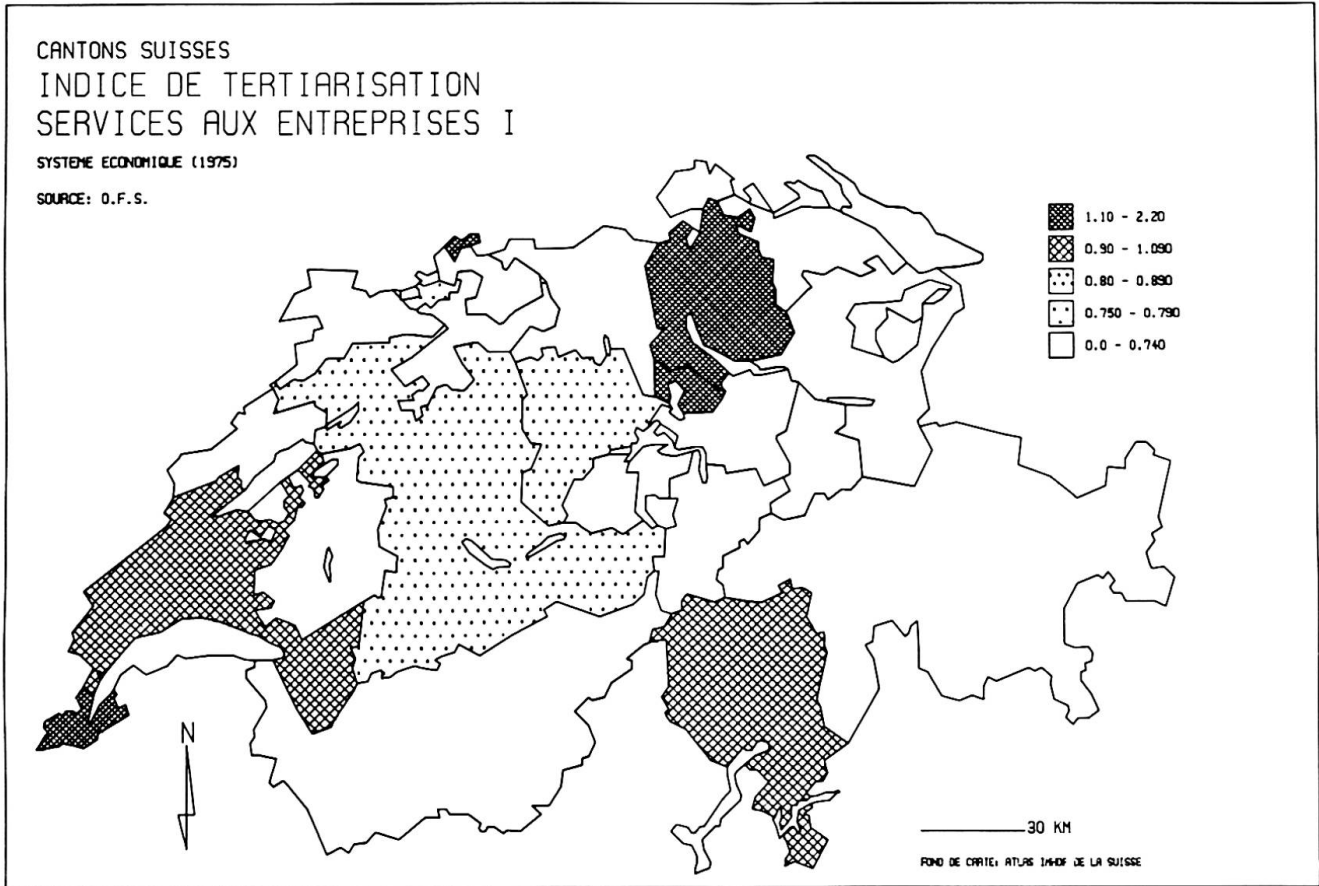 CANTONS SUISSES
INDICE DE TERTIARISATION
SERVICES AUX ENTREPRISES I
SYSTEME ECONOMIQUE (1975)
SOURCE: O.F.S.
1.10 - 2.20
0.90 - 1.090
0.80 - 0.890
0.750 - 0.790
0.0 - 0.740
N
30 KM
FOND DE CARTE: ATLAS IMHOF DE LA SUISSE